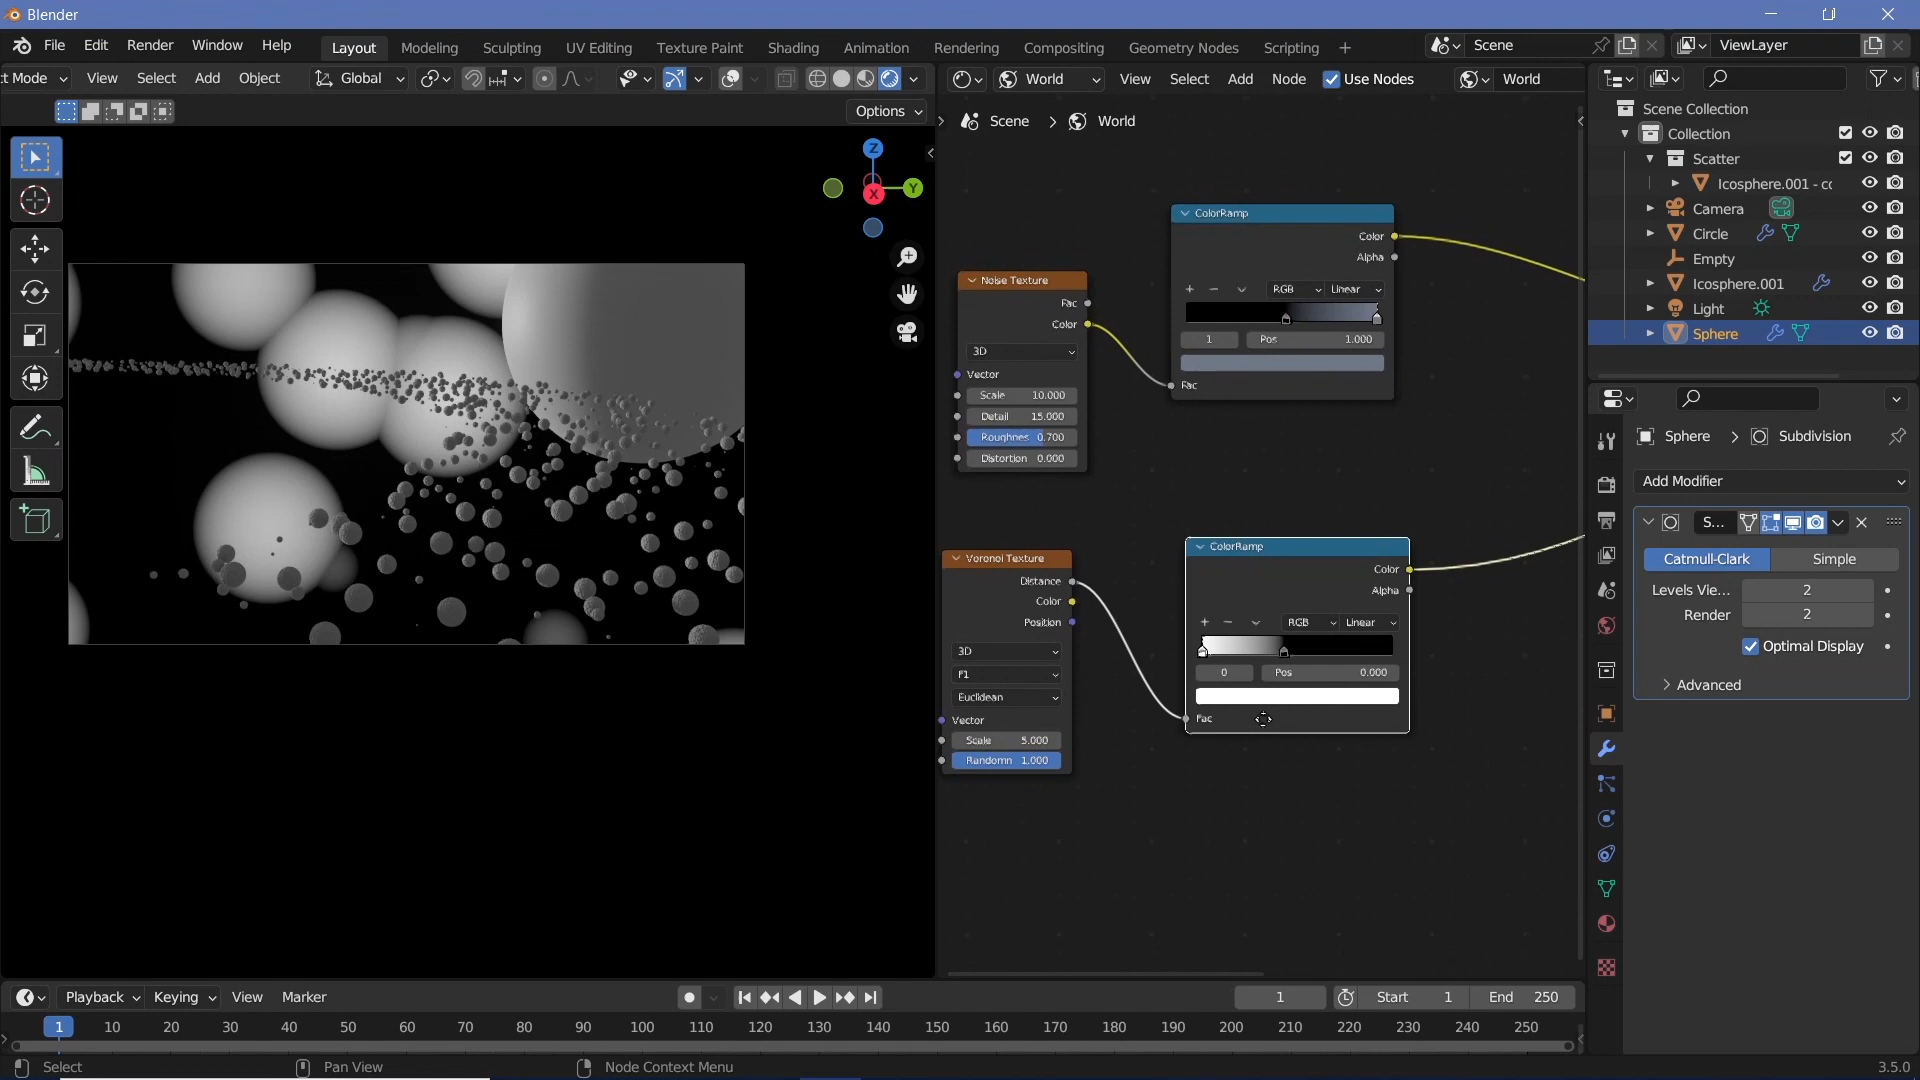 Blender
File Edit Render Window Help
Layout Modeling Sculpting UV Editing Texture Paint Shading Animation Rendering Compositing Geometry Nodes Scripting +
Scene
ViewLayer
t Mode View Select Add Object Global
World View Select Add Node Use Nodes World
Options
Z
Y
X
Scene > World
Scene Collection
Collection
Scatter
Icosphere.001 - cc
Camera
Circle
Empty
Icosphere.001
Light
Sphere
ColorRamp
Color
Alpha
RGB Linear
1 Pos 1.000
Fac
Noise Texture
Fac
Color
3D
Vector
Scale 10.000
Detail 15.000
Roughnes 0.700
Distortion 0.000
Voronoi Texture
Distance
Color
Position
3D
F1
Euclidean
Vector
Scale 5.000
Randomn 1.000
ColorRamp
Color
Alpha
RGB Linear
0 Pos 0.000
Fac
Sphere > Subdivision
Add Modifier
S...
Catmull-Clark Simple
Levels Vie... 2
Render 2
Optimal Display
Advanced
Playback Keying View Marker
1 Start 1 End 250
1 10 20 30 40 50 60 70 80 90 100 110 120 130 140 150 160 170 180 190 200 210 220 230 240 250
Select Pan View Node Context Menu 3.5.0